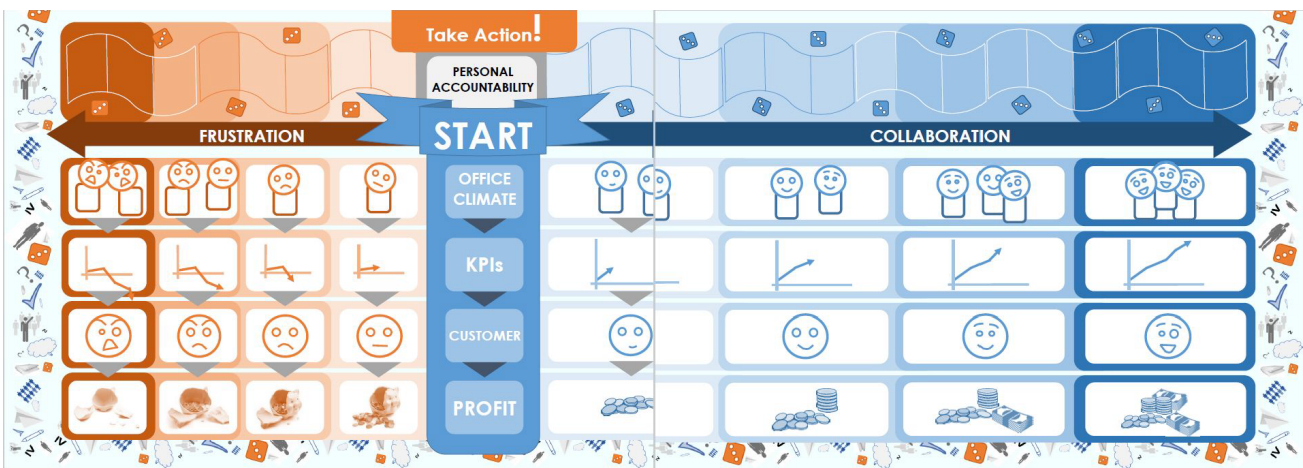 Take Action!
PERSONAL
ACCOUNTABILITY
FRUSTRATION
START
COLLABORATION
OFFICE
CLIMATE
KPIs
CUSTOMER
PROFIT